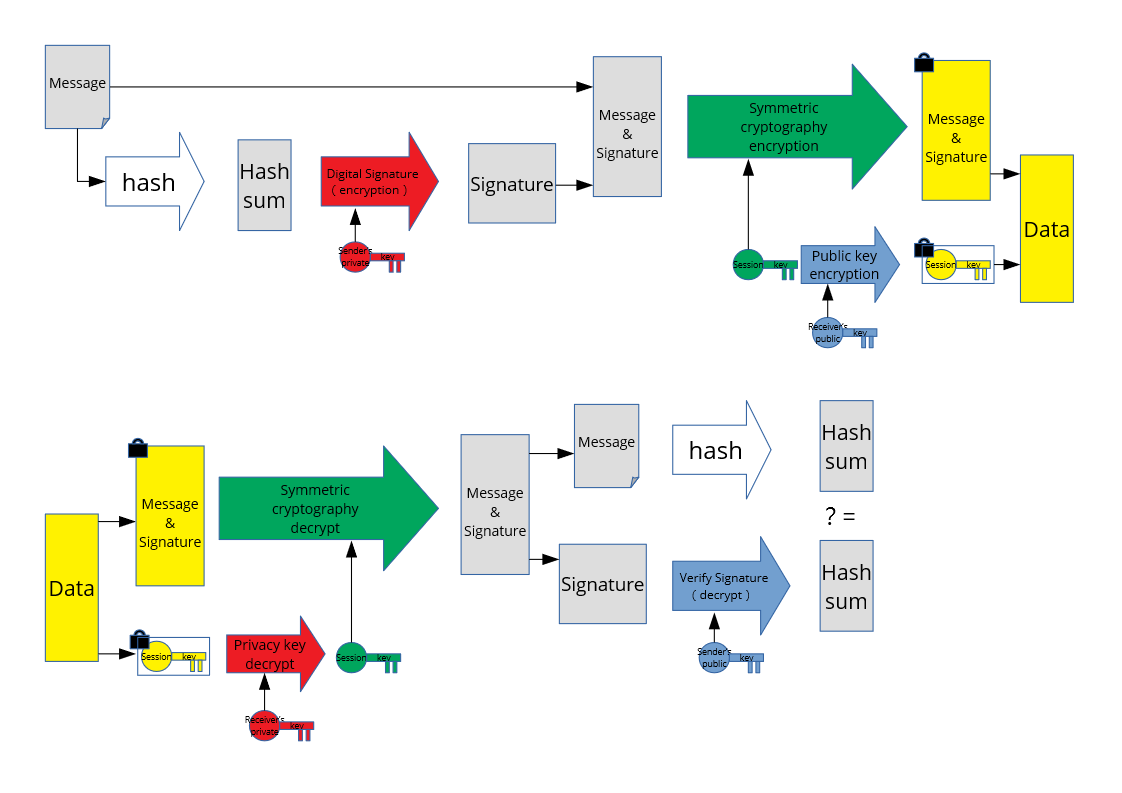 Message
hash
Hash
sum
Digital Signature
( encryption )
Sender's
private
key
Signature
Message
&
Signature
Symmetric
cryptography
encryption
Session
key
Public key
encryption
Receiver's
public
key
Message
&
Signature
Session
key
Data
Data
Message
&
Signature
Session
key
Symmetric
cryptography
decrypt
Privacy key
decrypt
Receiver's
private
key
Session
key
Message
&
Signature
Message
Signature
hash
Verify Signature
( decrypt )
Sender's
public
key
Hash
sum
? =
Hash
sum